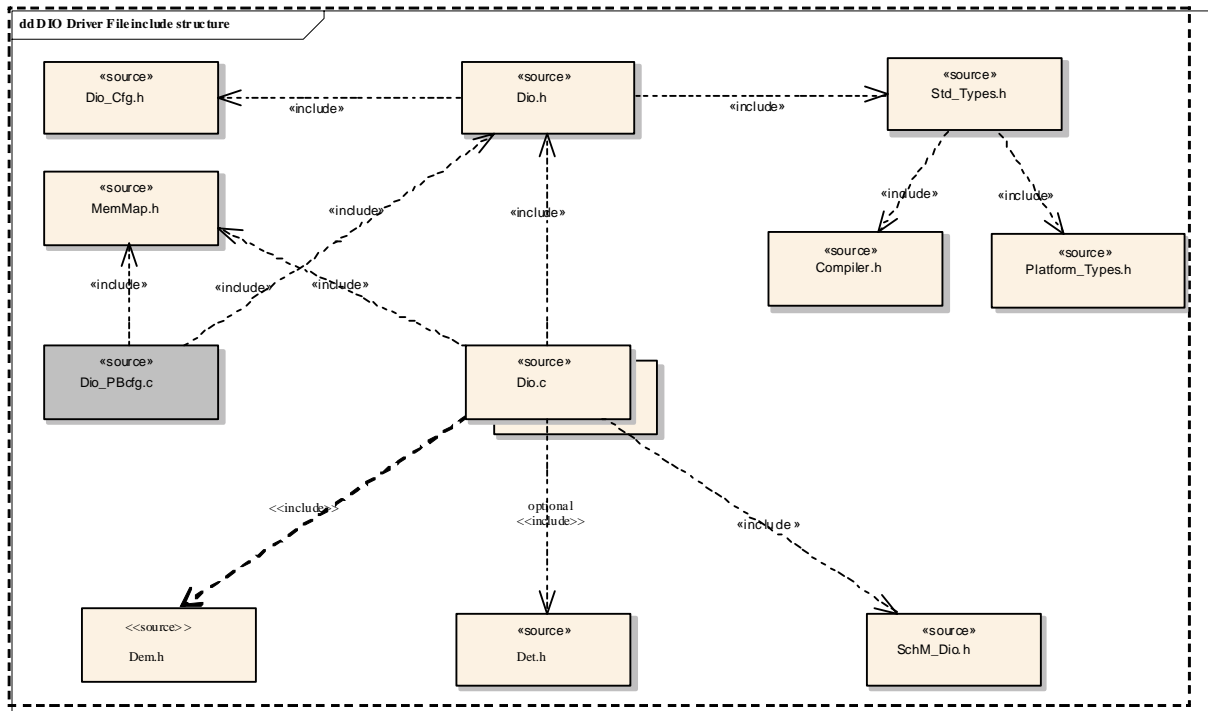 dd DIO Driver File include structure
«source»
Dio_Cfg.h
«source»
Dio.h
«source»
Std_Types.h
«include»
«include»
«source»
MemMap.h
«include»
«include»
«include»
«include»
«source»
Compiler.h
«source»
Platform_Types.h
«include»
«include»
«include»
«source»
Dio_PBcfg.c
«source»
Dio.c
<<include>>
optional
<<include>>
«include»
<<source>>
Dem.h
«source»
Det.h
«source»
SchM_Dio.h